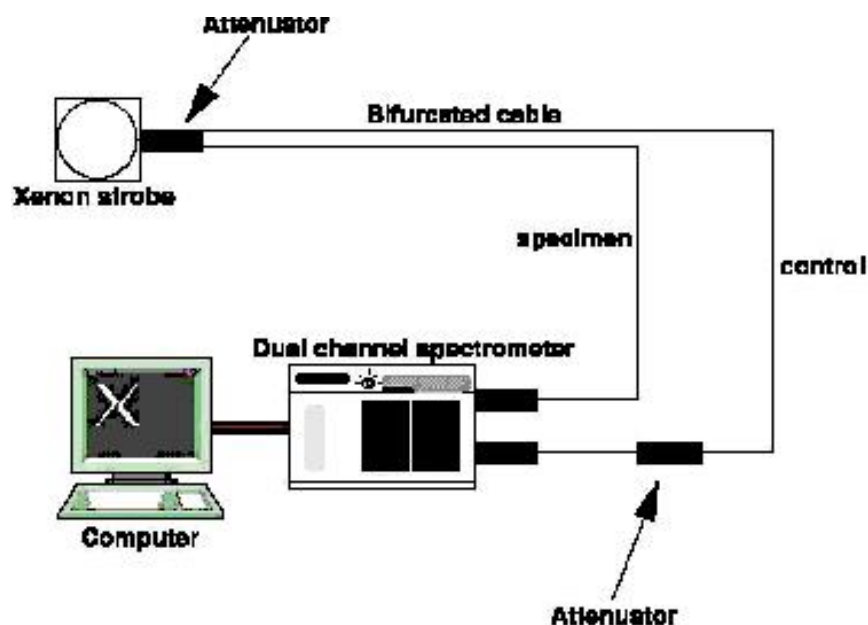 Attenuator
Bifurcated cable
Xenon strobe
specimen
control
Dual channel spectrometer
X
Computer
Attenuator